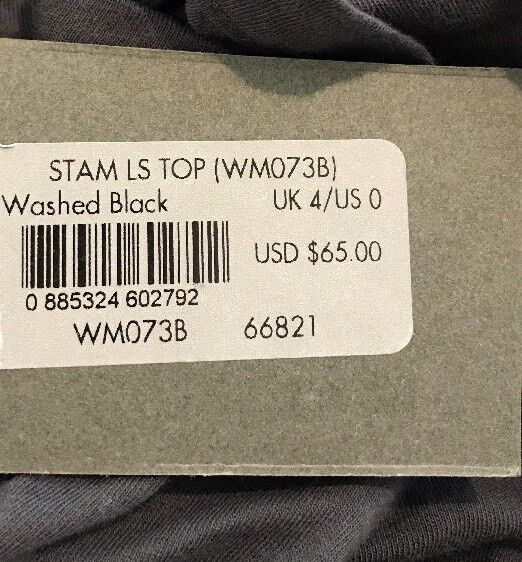 STAM LS TOP (WM073B)
Washed Black UK 4/US 0
USD $65.00
0 885324 602792
WM073B 66821